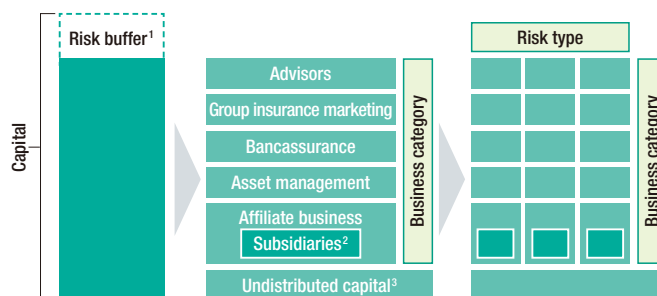 Capital
Risk buffer¹
Advisors
Group insurance marketing
Bancassurance
Asset management
Affiliate business
Subsidiaries²
Undistributed capital³
Business category
Risk type
Business category